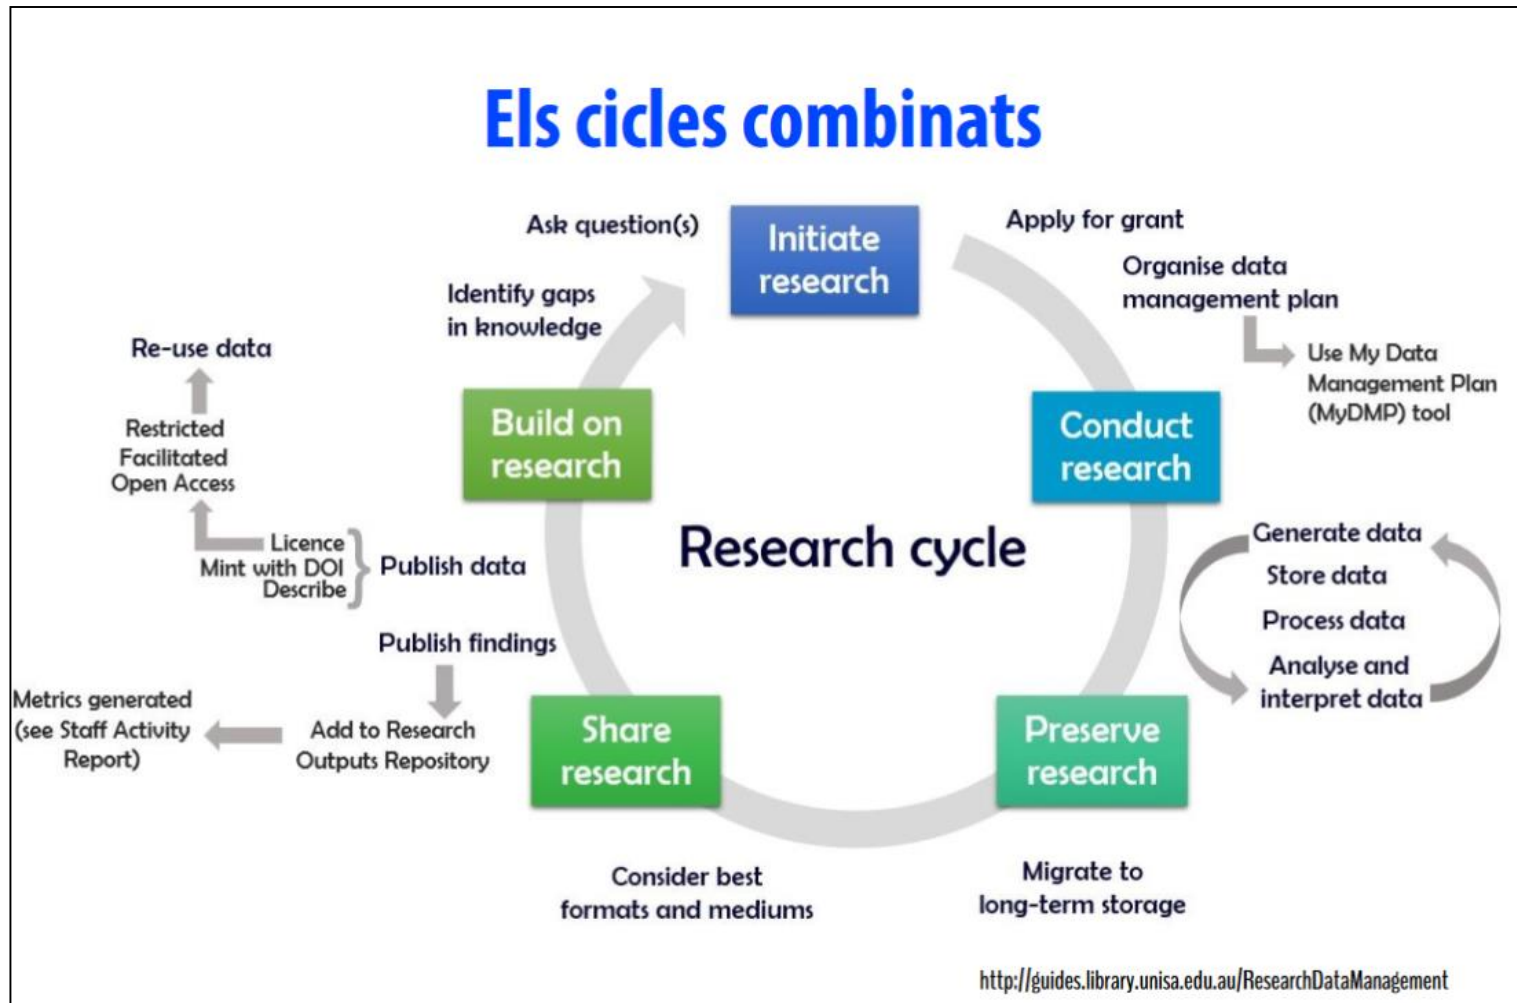 Els cicles combinats
Ask question(s)
Initiate
research
Apply for grant
Organise data
management plan
Use My Data
Management Plan
(MyDMP) tool
Conduct
research
Generate data
Store data
Process data
Analyse and
interpret data
Preserve
research
Migrate to
long-term storage
Consider best
formats and mediums
Share
research
Publish findings
Add to Research
Outputs Repository
Metrics generated
(see Staff Activity
Report)
Publish data
Licence
Mint with DOI
Describe
Restricted
Facilitated
Open Access
Re-use data
Build on
research
Identify gaps
in knowledge
Research cycle
http://guides.library.unisa.edu.au/ResearchDataManagement